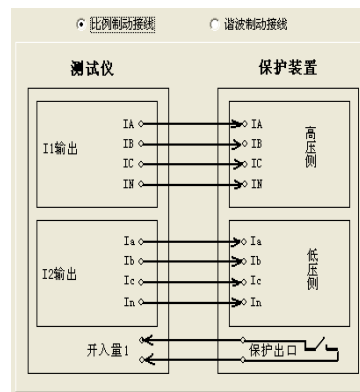 比例制动接线 谐波制动接线
测试仪 保护装置
IA IA
IB IB
I1输出 IC IC 高压侧
IN IN
Ia Ia
Ib Ib
I2输出 Ic Ic 低压侧
In In
开入量1 保护出口